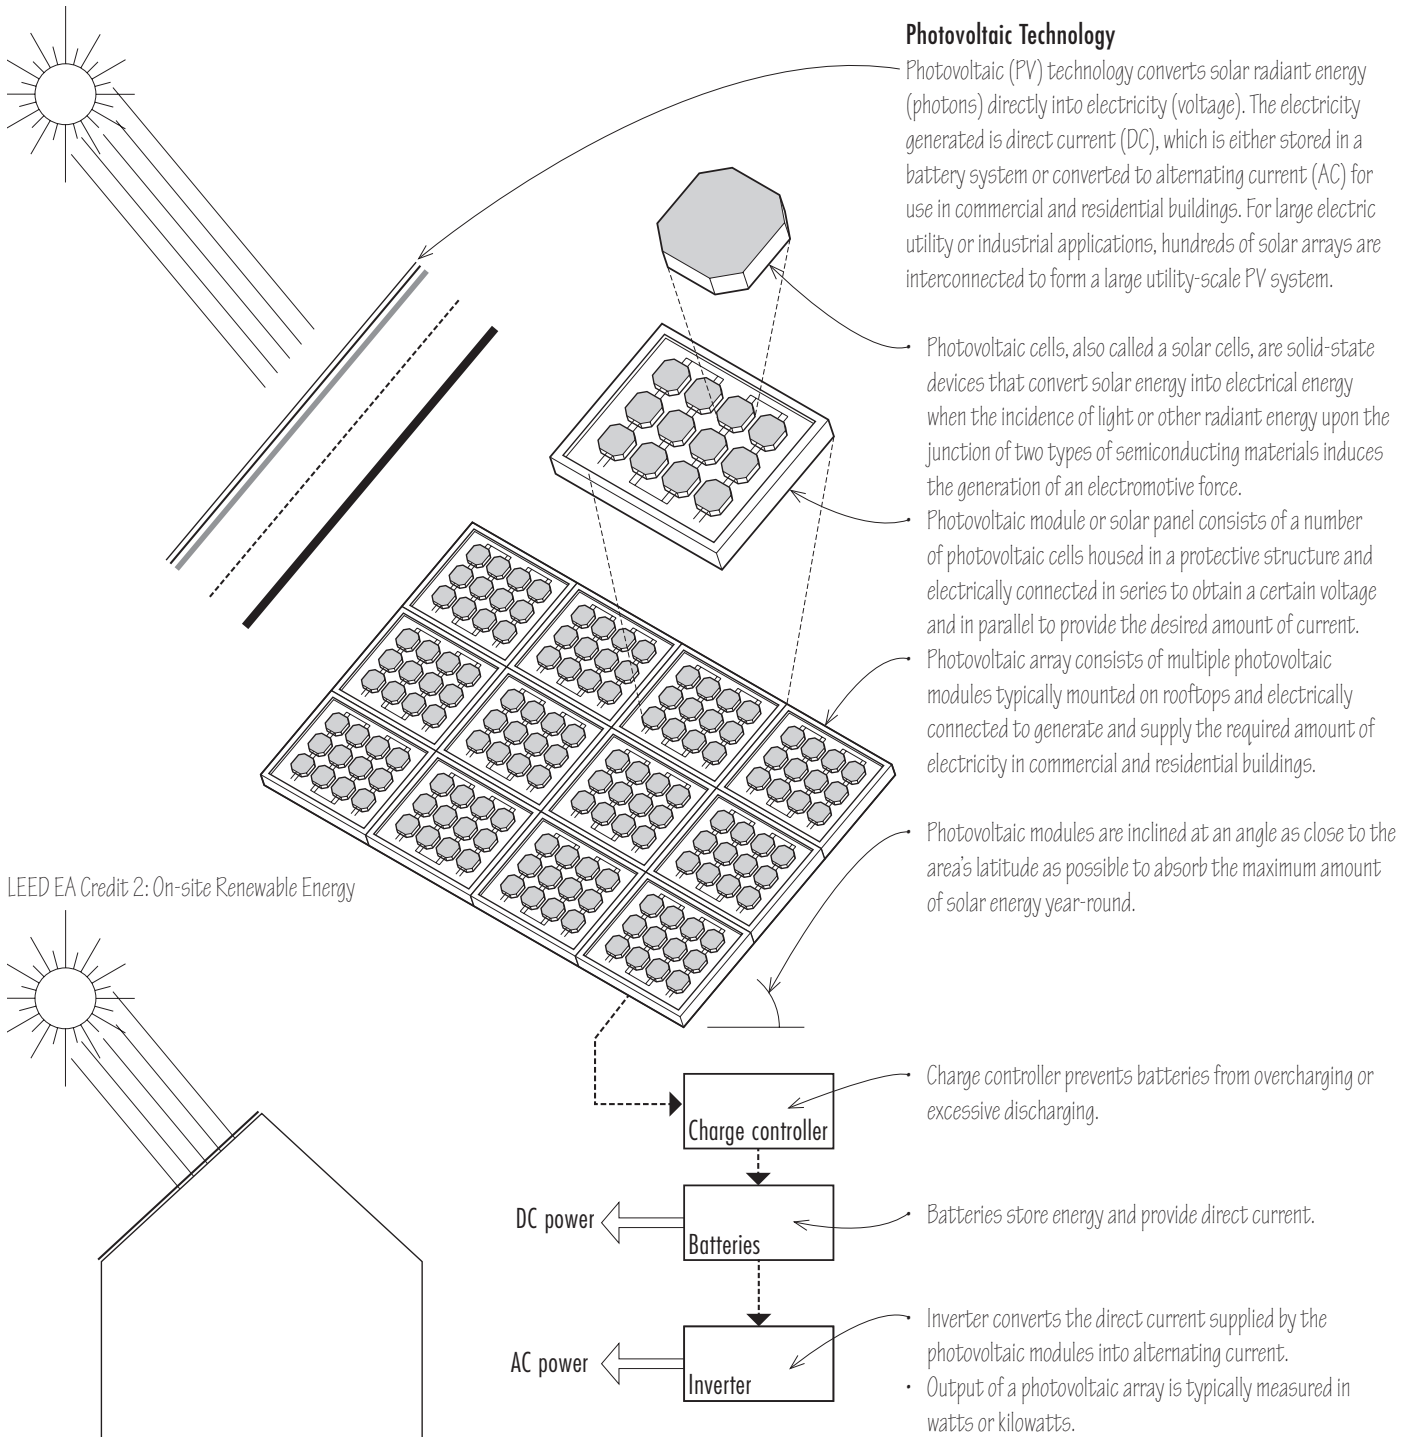 Photovoltaic Technology
Photovoltaic (PV) technology converts solar radiant energy
(photons) directly into electricity (voltage). The electricity
generated is direct current (DC), which is either stored in a
battery system or converted to alternating current (AC) for
use in commercial and residential buildings. For large electric
utility or industrial applications, hundreds of solar arrays are
interconnected to form a large utility-scale PV system.
• Photovoltaic cells, also called a solar cells, are solid-state
devices that convert solar energy into electrical energy
when the incidence of light or other radiant energy upon the
junction of two types of semiconducting materials induces
the generation of an electromotive force.
• Photovoltaic module or solar panel consists of a number
of photovoltaic cells housed in a protective structure and
electrically connected in series to obtain a certain voltage
and in parallel to provide the desired amount of current.
• Photovoltaic array consists of multiple photovoltaic
modules typically mounted on rooftops and electrically
connected to generate and supply the required amount of
electricity in commercial and residential buildings.
• Photovoltaic modules are inclined at an angle as close to the
area's latitude as possible to absorb the maximum amount
of solar energy year-round.
LEED EA Credit 2: On-site Renewable Energy
• Charge controller prevents batteries from overcharging or
excessive discharging.
Charge controller
• Batteries store energy and provide direct current.
DC power
Batteries
• Inverter converts the direct current supplied by the
photovoltaic modules into alternating current.
AC power
Inverter
• Output of a photovoltaic array is typically measured in
watts or kilowatts.